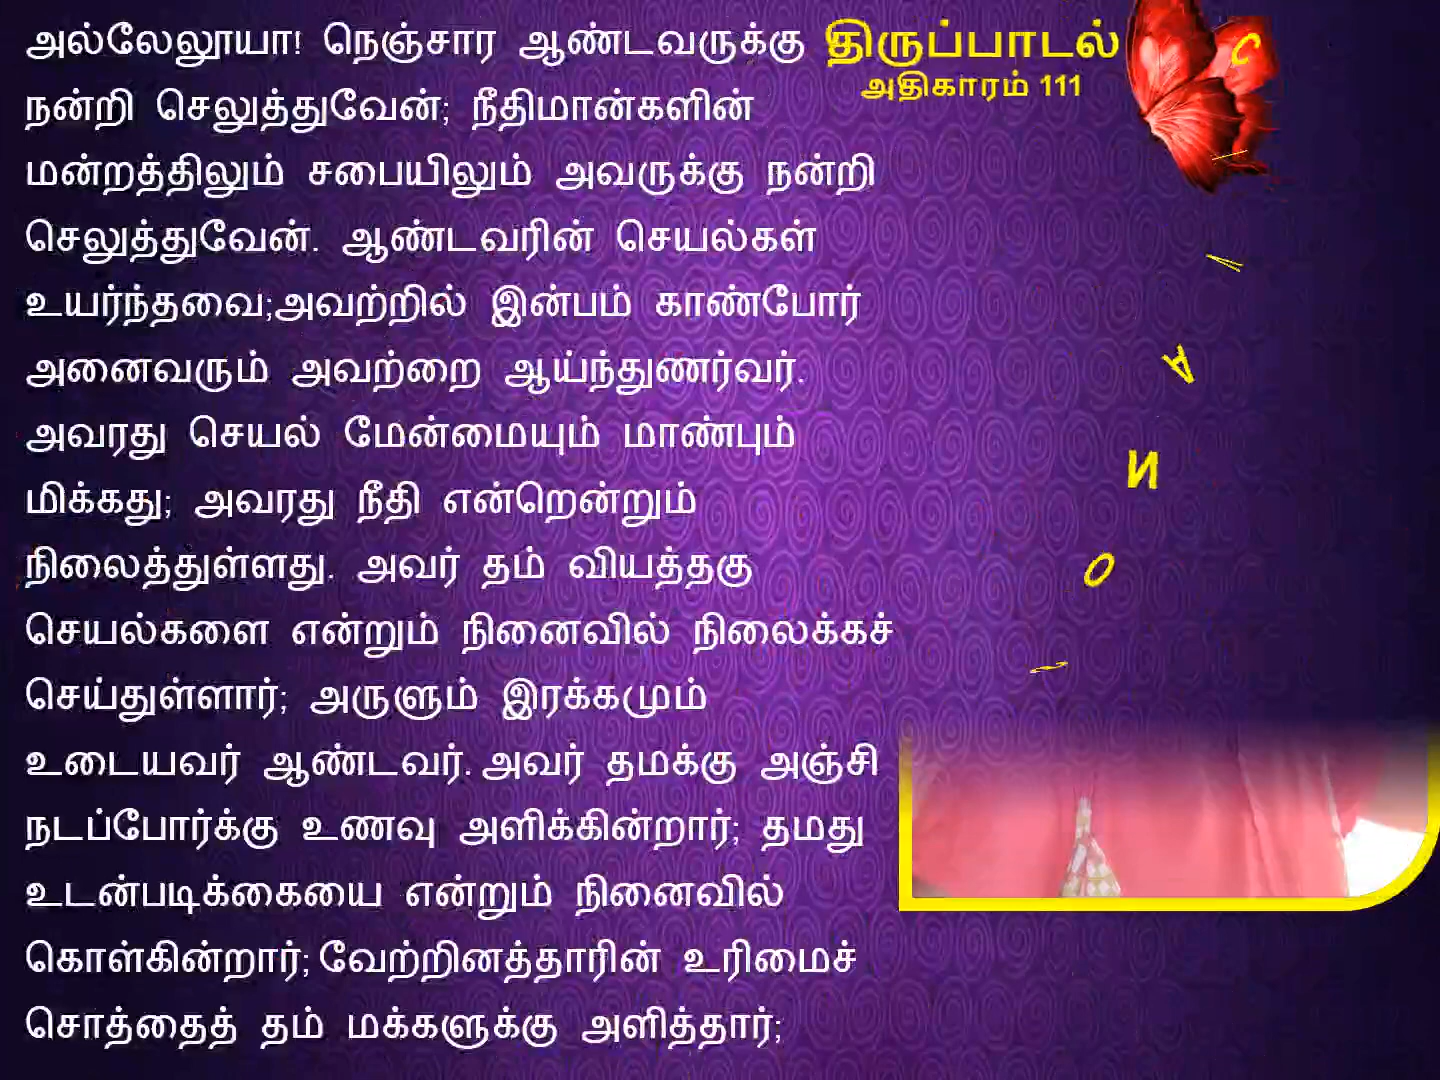 திருப்பாடல்
அதிகாரம் 111
அல்லேலூயா! நெஞ்சார ஆண்டவருக்கு
நன்றி செலுத்துவேன்; நீதிமான்களின்
மன்றத்திலும் சபையிலும் அவருக்கு நன்றி
செலுத்துவேன். ஆண்டவரின் செயல்கள்
உயர்ந்தவை;அவற்றில் இன்பம் காண்போர்
அனைவரும் அவற்றை ஆய்ந்துணர்வர்.
அவரது செயல் மேன்மையும் மாண்பும்
மிக்கது; அவரது நீதி என்றென்றும்
நிலைத்துள்ளது. அவர் தம் வியத்தகு
செயல்களை என்றும் நினைவில் நிலைக்கச்
செய்துள்ளார்; அருளும் இரக்கமும்
உடையவர் ஆண்டவர். அவர் தமக்கு அஞ்சி
நடப்போர்க்கு உணவு அளிக்கின்றார்; தமது
உடன்படிக்கையை என்றும் நினைவில்
கொள்கின்றார்; வேற்றினத்தாரின் உரிமைச்
சொத்தைத் தம் மக்களுக்கு அளித்தார்;